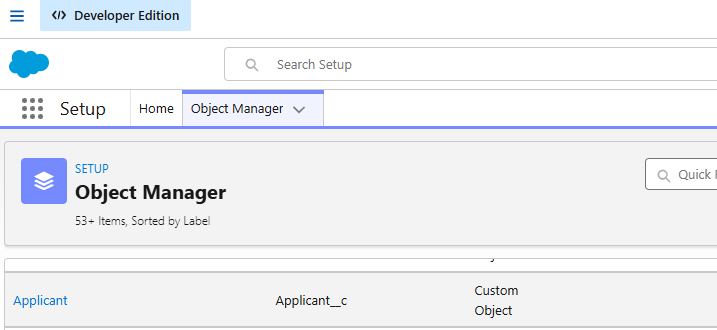 Developer Edition
Search Setup
Setup Home Object Manager
SETUP
Object Manager
Quick
53+ Items, Sorted by Label
Applicant Applicant__c Custom
Object